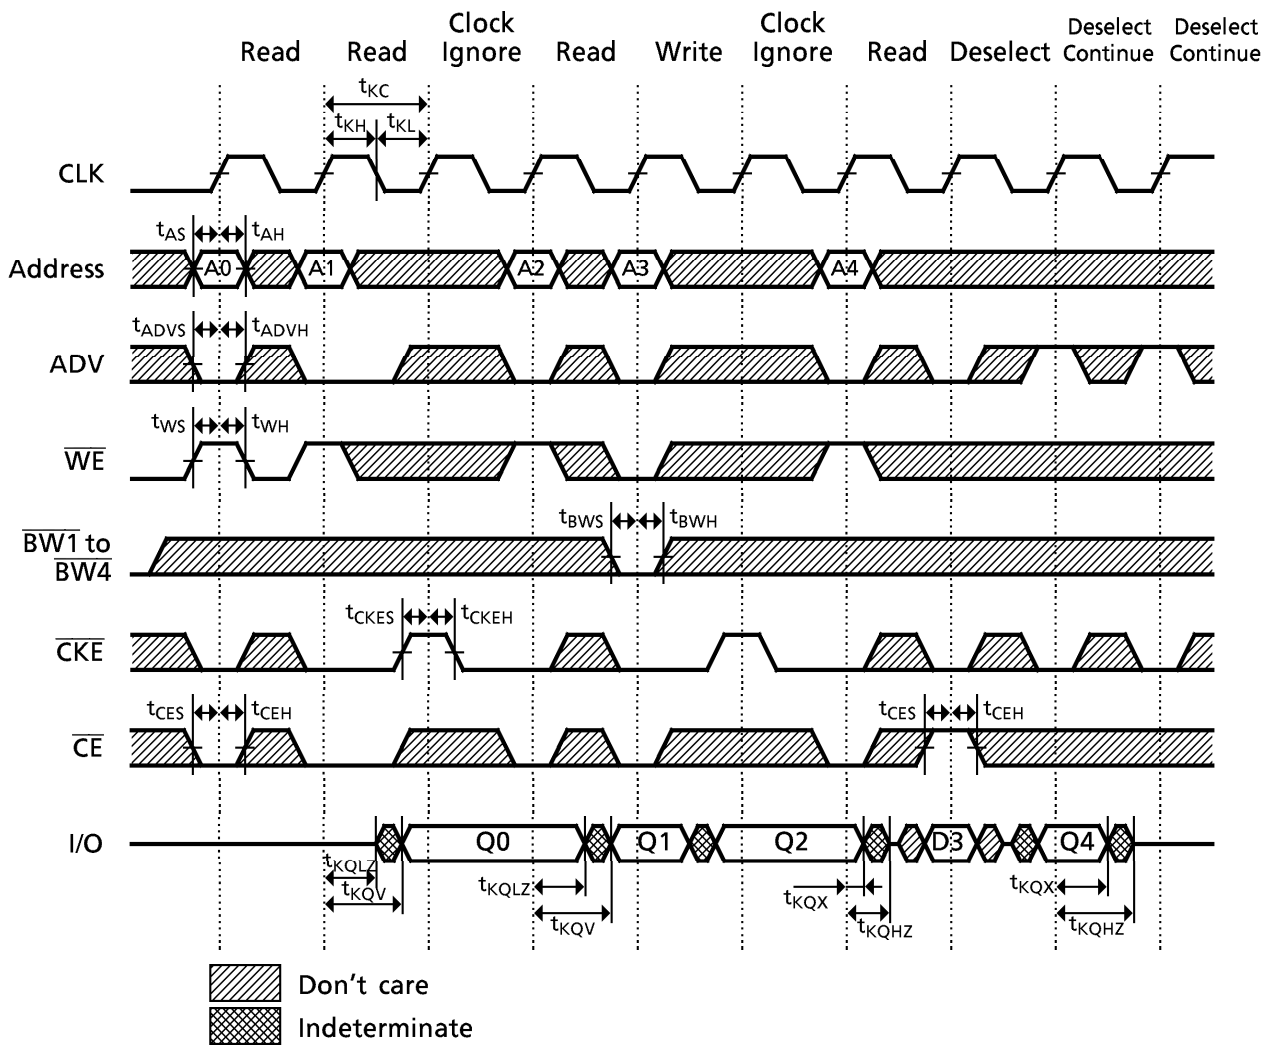 Read
Read
Clock
Ignore
Read
Write
Clock
Ignore
Read
Deselect
Deselect
Continue
Deselect
Continue
tKC
tKH
tKL
CLK
tAS
tAH
Address
A0
A1
A2
A3
A4
tADVS
tADVH
ADV
tWS
tWH
WE
tBWS
tBWH
BW1 to
BW4
tCKES
tCKEH
CKE
tCES
tCEH
tCES
tCEH
CE
I/O
Q0
Q1
Q2
D3
Q4
tKQLZ
tKQV
tKQLZ
tKQV
tKQX
tKQHZ
tKQX
tKQHZ
Don't care
Indeterminate